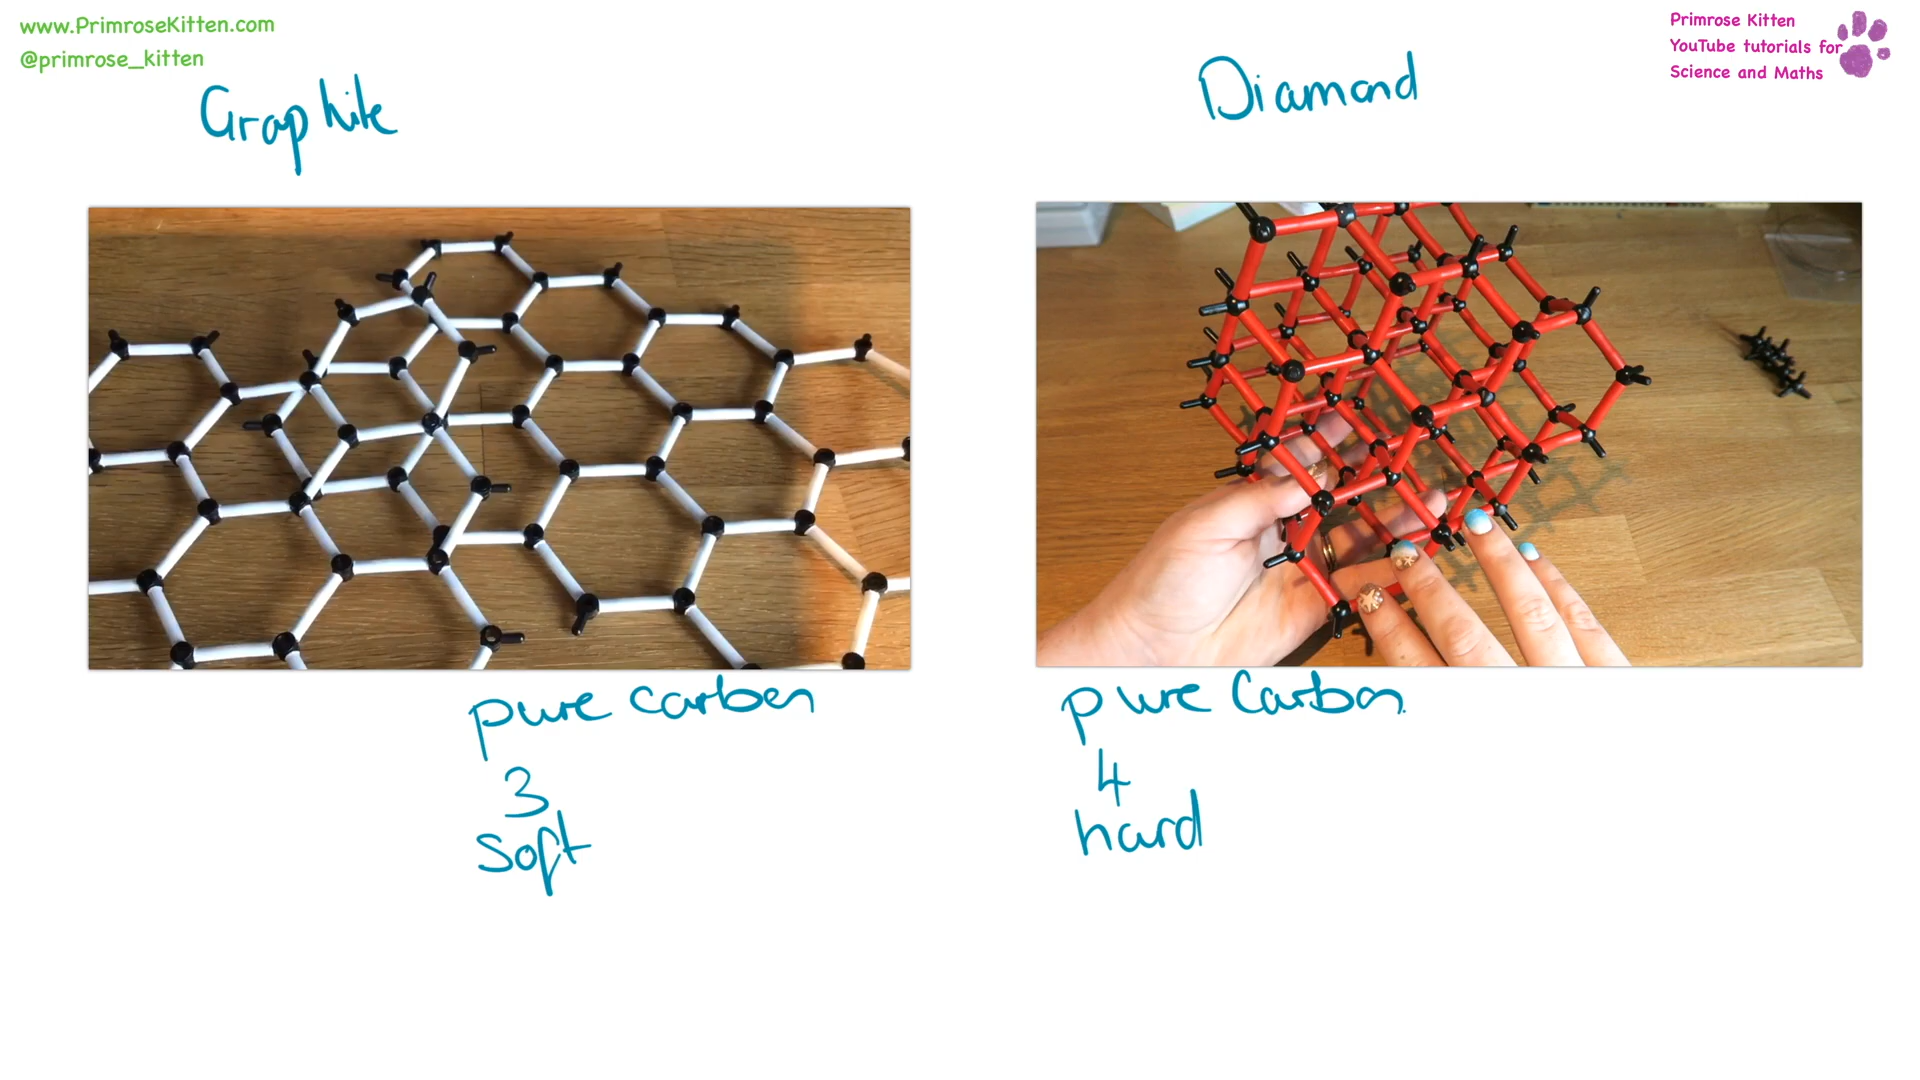 www.PrimroseKitten.com
@primrose_kitten
Primrose Kitten
YouTube tutorials for
Science and Maths
Graphite
Diamond
pure carbon
3
soft
pure Carbon.
4
hard